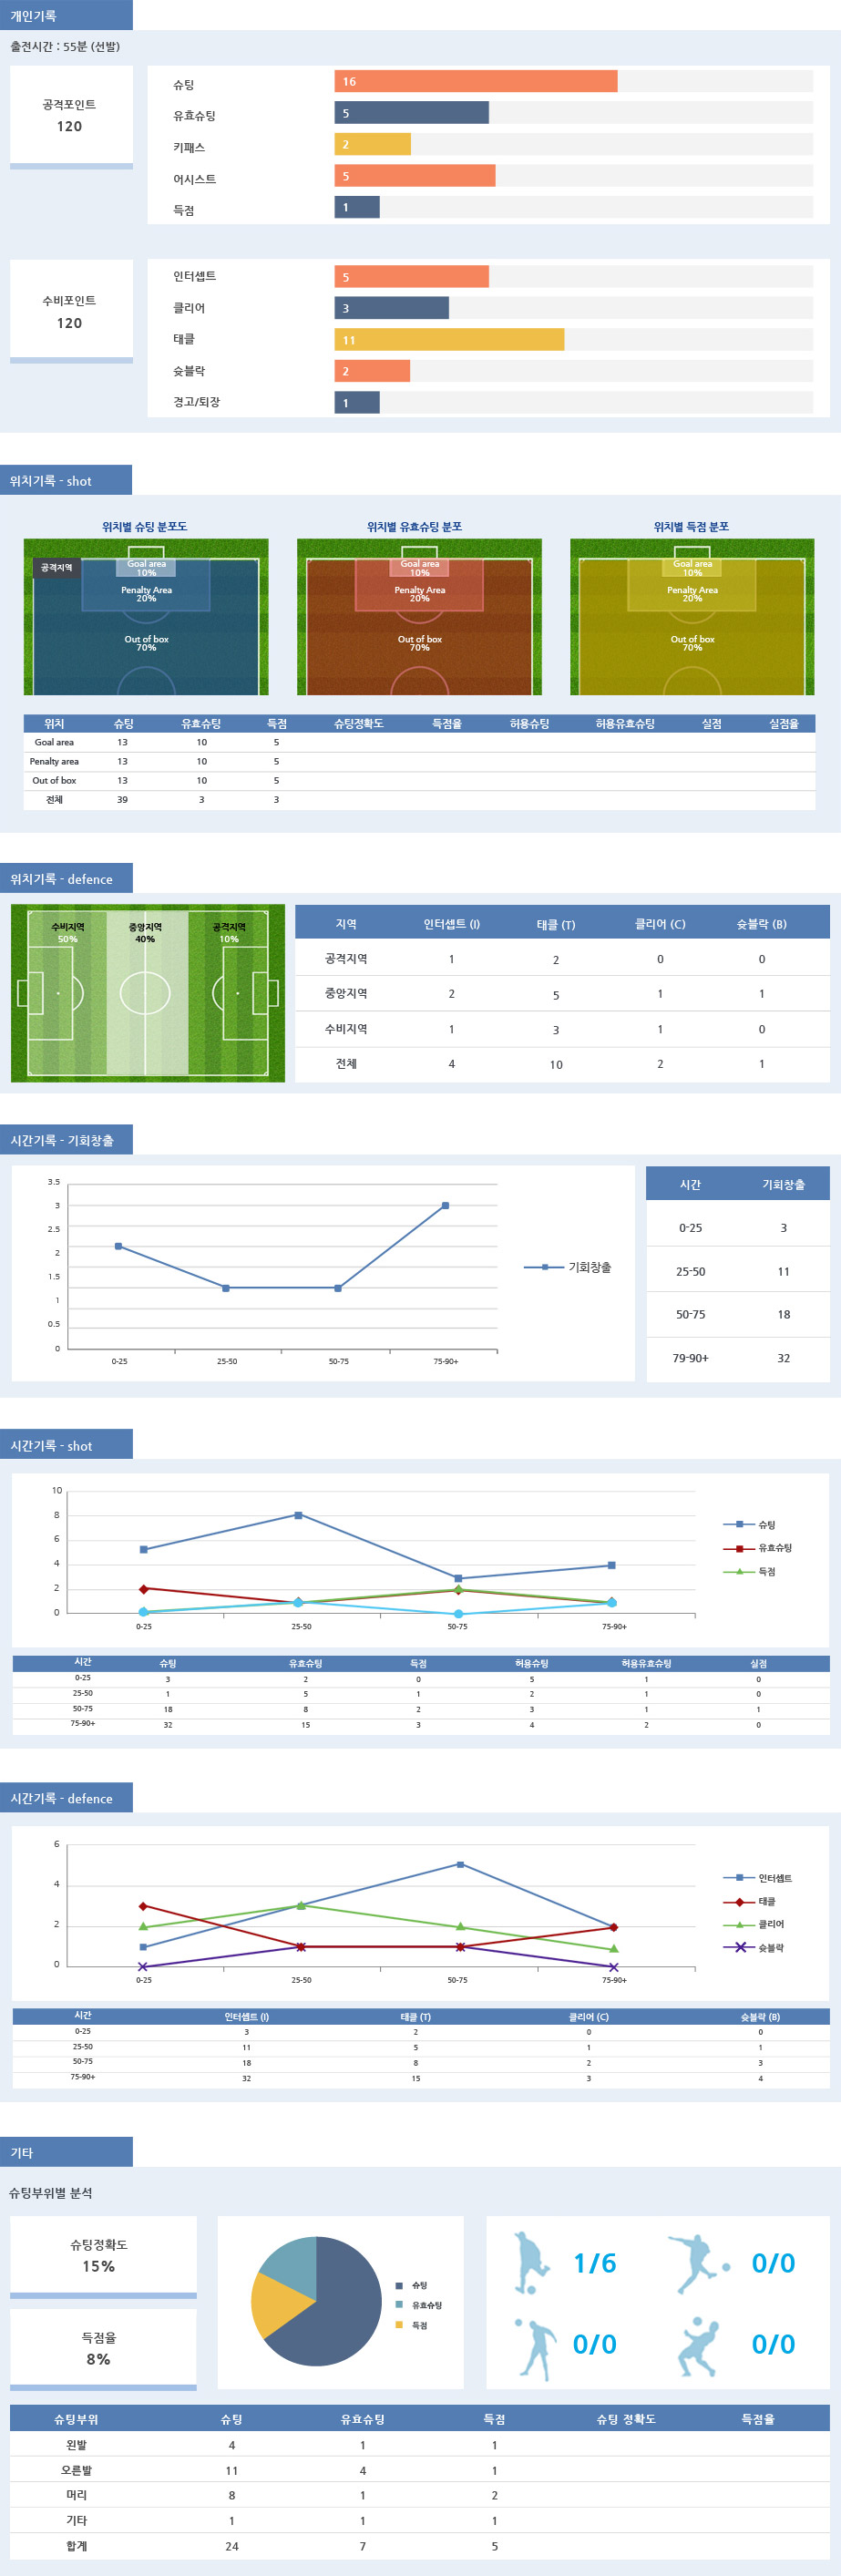 개인기록
출전시간 : 55분 (선발)
공격포인트
120
슈팅 16
유효슈팅 5
키패스 2
어시스트 5
득점 1
수비포인트
120
인터셉트 5
클리어 3
태클 11
슛블락 2
경고/퇴장 1
위치기록 - shot
위치별 슈팅 분포도 위치별 유효슈팅 분포 위치별 득점 분포
공격지역
Goal area
10%
Penalty Area
20%
Out of box
70%
Goal area
10%
Penalty Area
20%
Out of box
70%
Goal area
10%
Penalty Area
20%
Out of box
70%
위치 슈팅 유효슈팅 득점 슈팅정확도 득점율 허용슈팅 허용유효슈팅 실점 실점율
Goal area 13 10 5
Penalty area 13 10 5
Out of box 13 10 5
전체 39 3 3
위치기록 - defence
수비지역 중앙지역 공격지역
50% 40% 10%
지역 인터셉트 (I) 태클 (T) 클리어 (C) 슛블락 (B)
공격지역 1 2 0 0
중앙지역 2 5 1 1
수비지역 1 3 1 0
전체 4 10 2 1
시간기록 - 기회창출
3.5
3
2.5
2
1.5
1
0.5
0
0-25 25-50 50-75 75-90+
기회창출
시간 기회창출
0-25 3
25-50 11
50-75 18
79-90+ 32
시간기록 - shot
10
8
6
4
2
0
0-25 25-50 50-75 75-90+
슈팅
유효슈팅
득점
시간 슈팅 유효슈팅 득점 허용슈팅 허용유효슈팅 실점
0-25 3 2 0 5 1 0
25-50 1 5 1 2 1 0
50-75 18 8 2 3 1 1
75-90+ 32 15 3 4 2 0
시간기록 - defence
6
4
2
0
0-25 25-50 50-75 75-90+
인터셉트
태클
클리어
슛블락
시간 인터셉트 (I) 태클 (T) 클리어 (C) 슛블락 (B)
0-25 3 2 0 0
25-50 11 5 1 1
50-75 18 8 2 3
75-90+ 32 15 3 4
기타
슈팅부위별 분석
슈팅정확도
15%
득점율
8%
슈팅
유효슈팅
득점
1/6 0/0
0/0 0/0
슈팅부위 슈팅 유효슈팅 득점 슈팅 정확도 득점율
왼발 4 1 1
오른발 11 4 1
머리 8 1 2
기타 1 1 1
합계 24 7 5